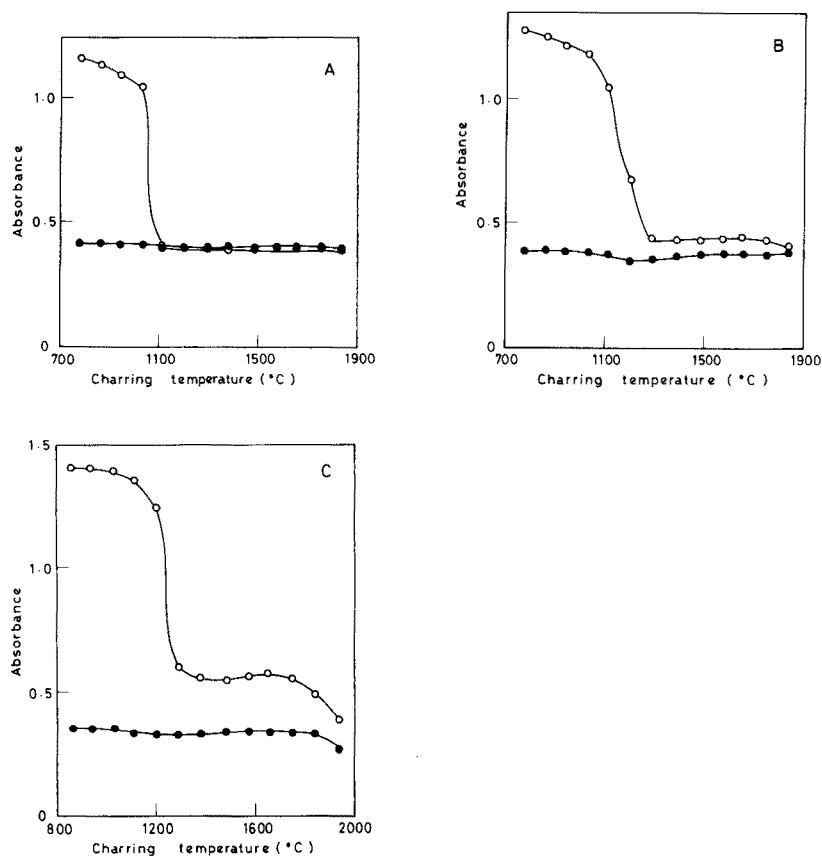 A
1·0
0·5
0
Absorbance
700 1100 1500 1900
Charring temperature (°C)
B
1·0
0·5
0
Absorbance
700 1100 1500 1900
Charring temperature (°C)
C
1·5
1·0
0·5
0
Absorbance
800 1200 1600 2000
Charring temperature (°C)